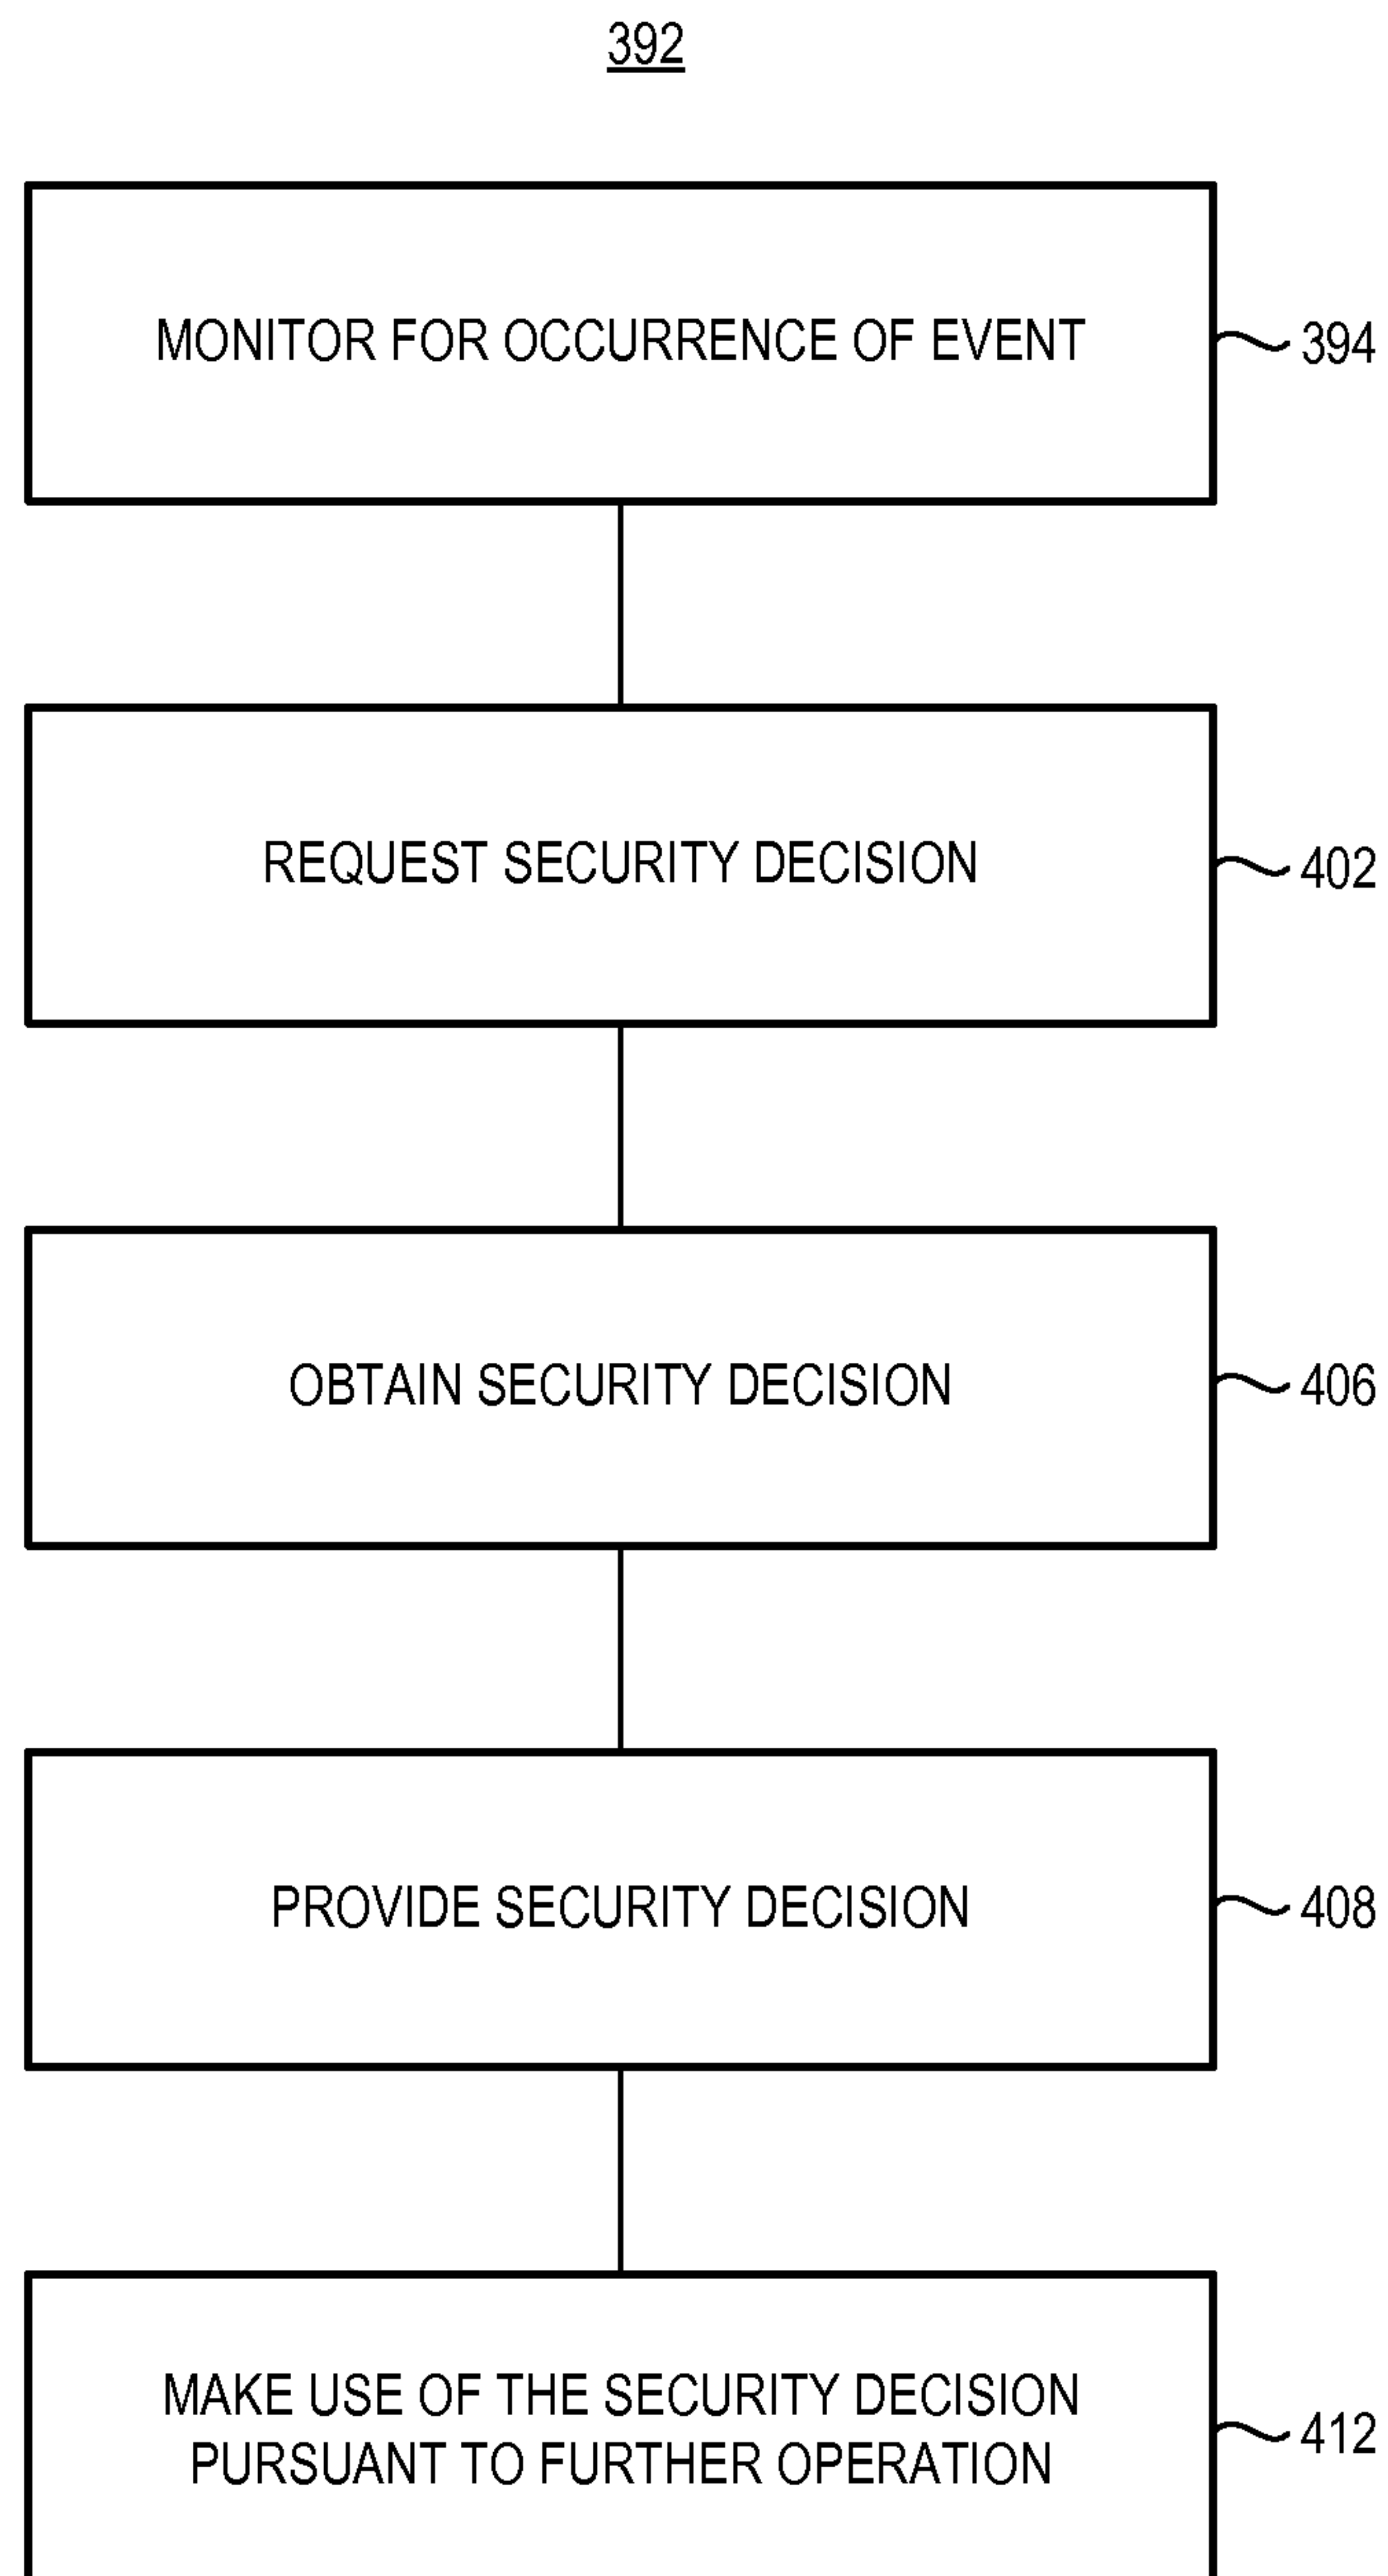 392
MONITOR FOR OCCURRENCE OF EVENT
394
REQUEST SECURITY DECISION
402
OBTAIN SECURITY DECISION
406
PROVIDE SECURITY DECISION
408
MAKE USE OF THE SECURITY DECISION
PURSUANT TO FURTHER OPERATION
412